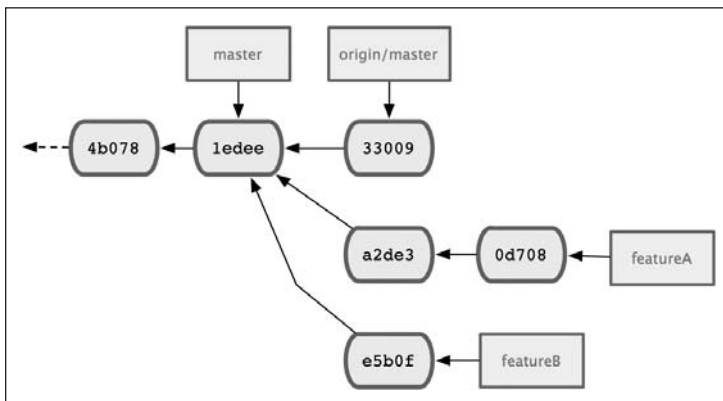 master
origin/master
4b078
1edee
33009
a2de3
0d708
featureA
e5b0f
featureB